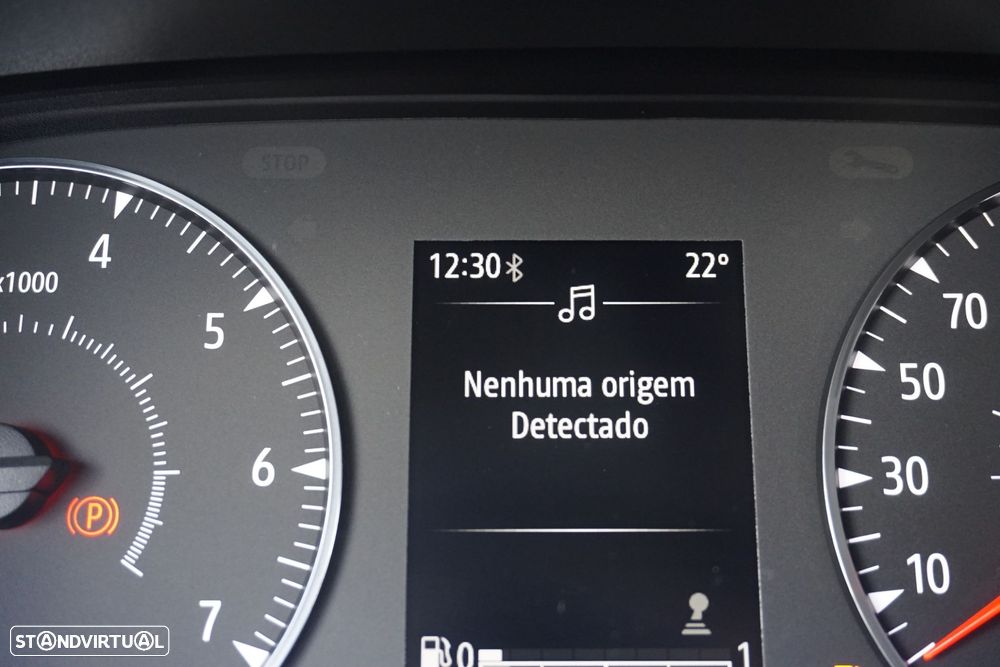 STOP
4
x1000
5
6
7
P
12:30 22°
Nenhuma origem
Detectado
0 1
70
50
30
10
STANDVIRTUAL